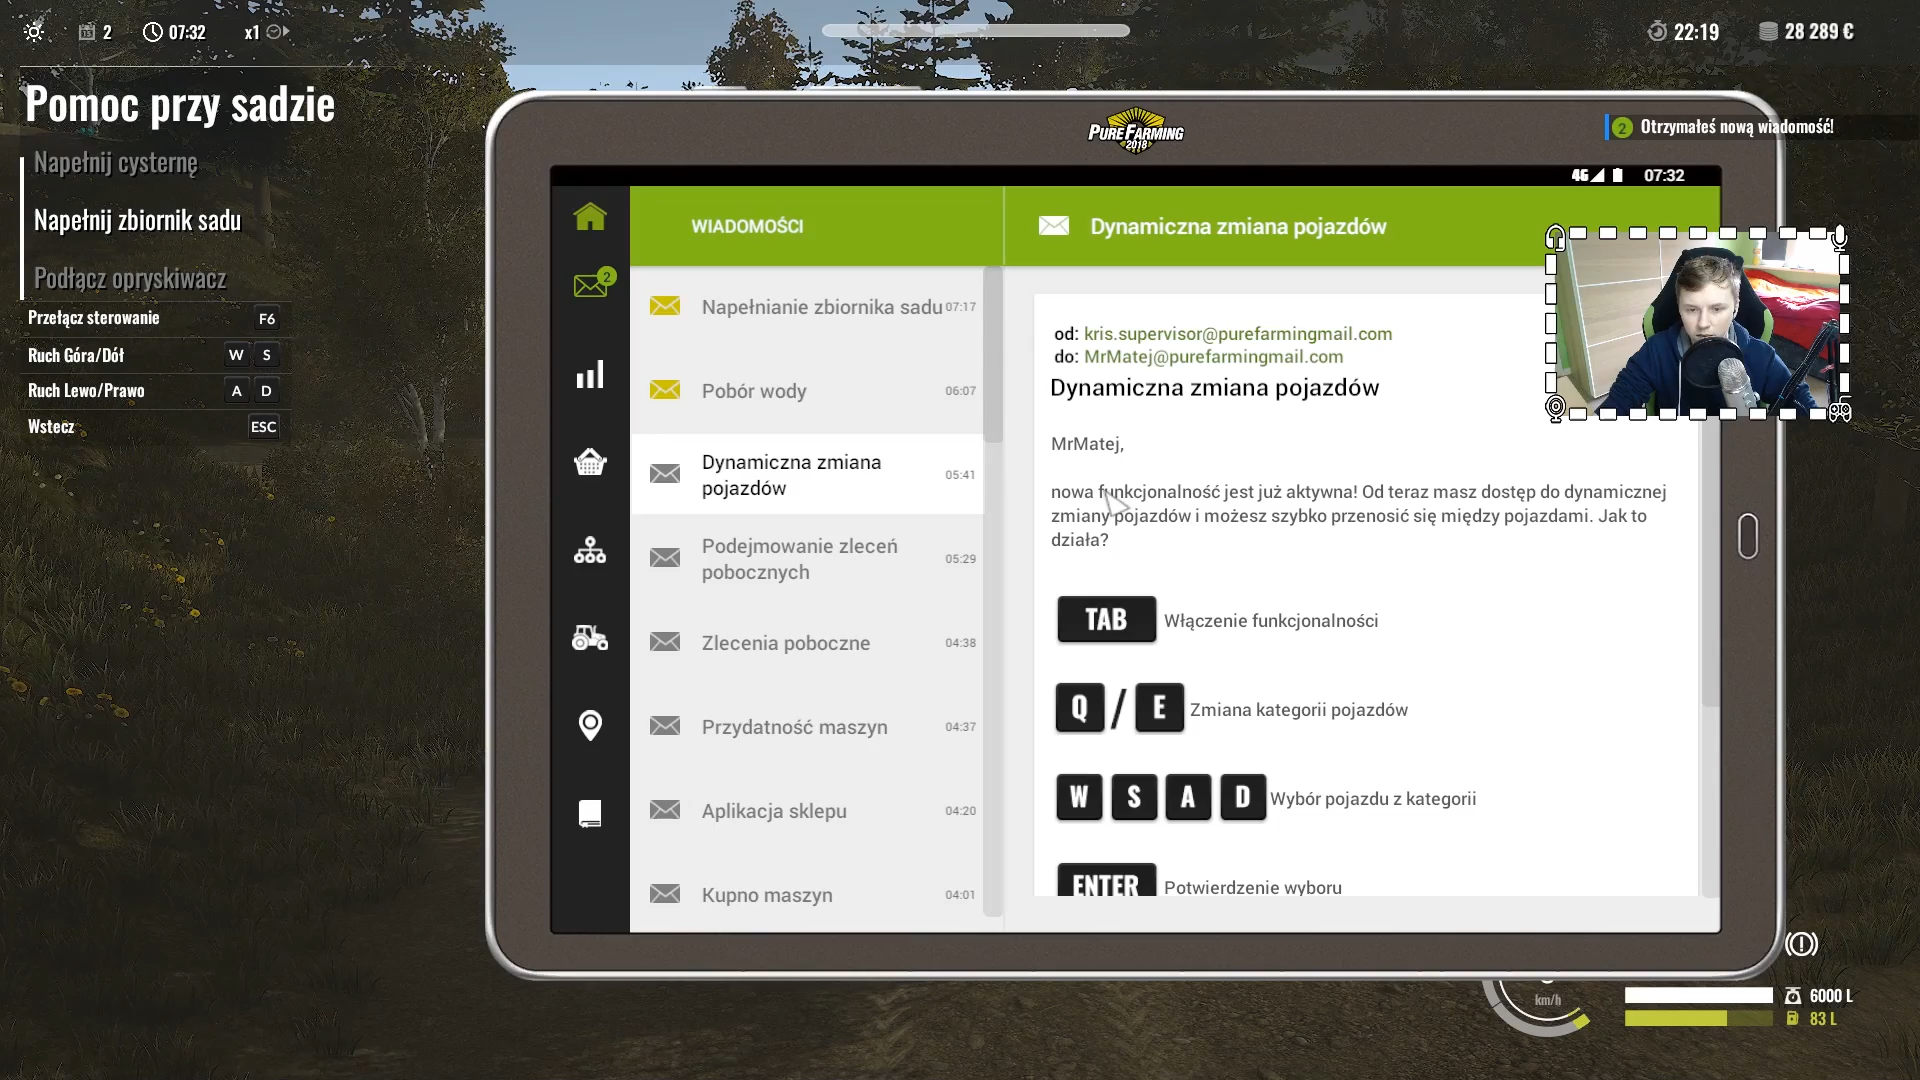 2
07:32
x1
22:19
28 289 €
Pomoc przy sadzie
Napełnij cysternę
Napełnij zbiornik sadu
Podłącz opryskiwacz
Przełącz sterowanie F6
Ruch Góra/Dół W S
Ruch Lewo/Prawo A D
Wstecz ESC
PURE FARMING
2018
2 Otrzymałeś nową wiadomość!
4G 07:32
WIADOMOŚCI
2
Napełnianie zbiornika sadu 07:17
Pobór wody 06:07
Dynamiczna zmiana
pojazdów 05:41
Podejmowanie zleceń
pobocznych 05:29
Zlecenia poboczne 04:38
Przydatność maszyn 04:37
Aplikacja sklepu 04:20
Kupno maszyn 04:01
Dynamiczna zmiana pojazdów
od: kris.supervisor@purefarmingmail.com
do: MrMatej@purefarmingmail.com
Dynamiczna zmiana pojazdów
MrMatej,
nowa funkcjonalność jest już aktywna! Od teraz masz dostęp do dynamicznej
zmiany pojazdów i możesz szybko przenosić się między pojazdami. Jak to
działa?
TAB Włączenie funkcjonalności
Q / E Zmiana kategorii pojazdów
W S A D Wybór pojazdu z kategorii
ENTER Potwierdzenie wyboru
km/h
6000 L
83 L